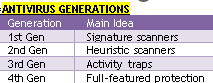 ANTIVIRUS GENERATIONS
Generation Main Idea
1st Gen Signature scanners
2nd Gen Heuristic scanners
3rd Gen Activity traps
4th Gen Full-featured protection